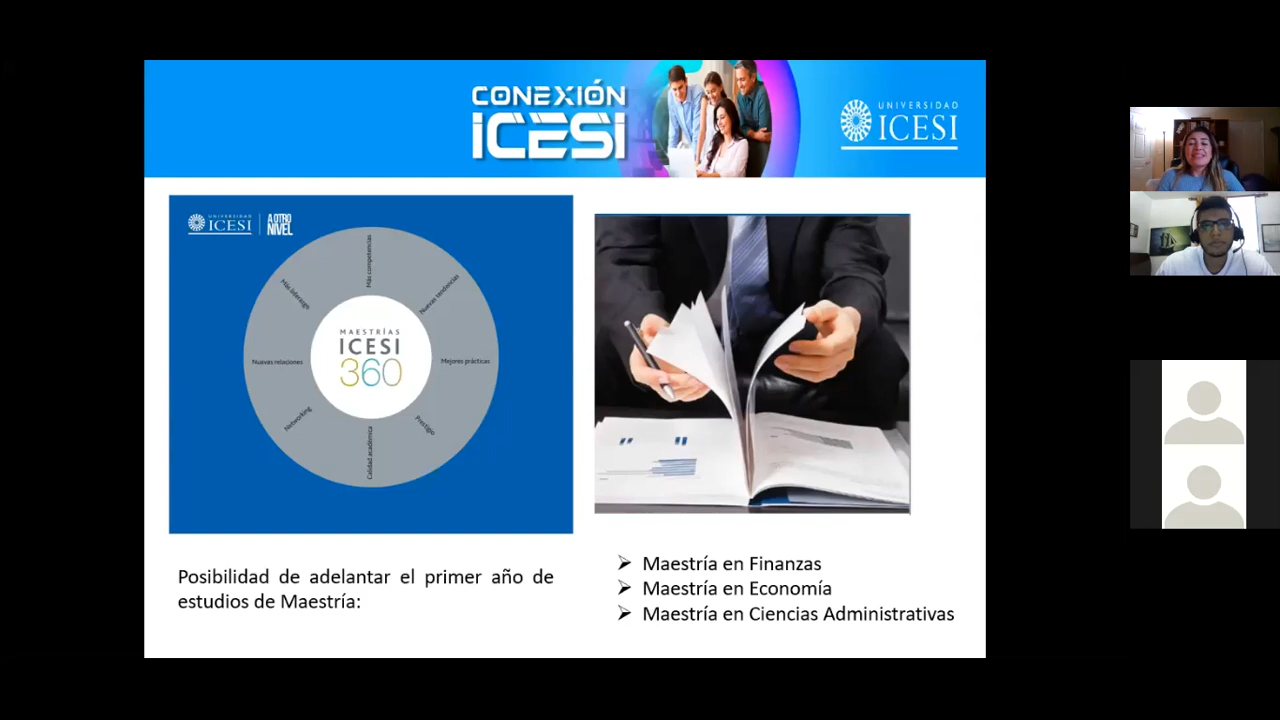 CONEXIÓN
ICESI
UNIVERSIDAD
ICESI
UNIVERSIDAD
ICESI
A OTRO
NIVEL
Más competencias
Nuevas tendencias
Mejores prácticas
Prestigio
Calidad académica
Networking
Nuevas relaciones
Más liderazgo
MAESTRÍAS
ICESI
360
Posibilidad de adelantar el primer año de
estudios de Maestría:
➢ Maestría en Finanzas
➢ Maestría en Economía
➢ Maestría en Ciencias Administrativas